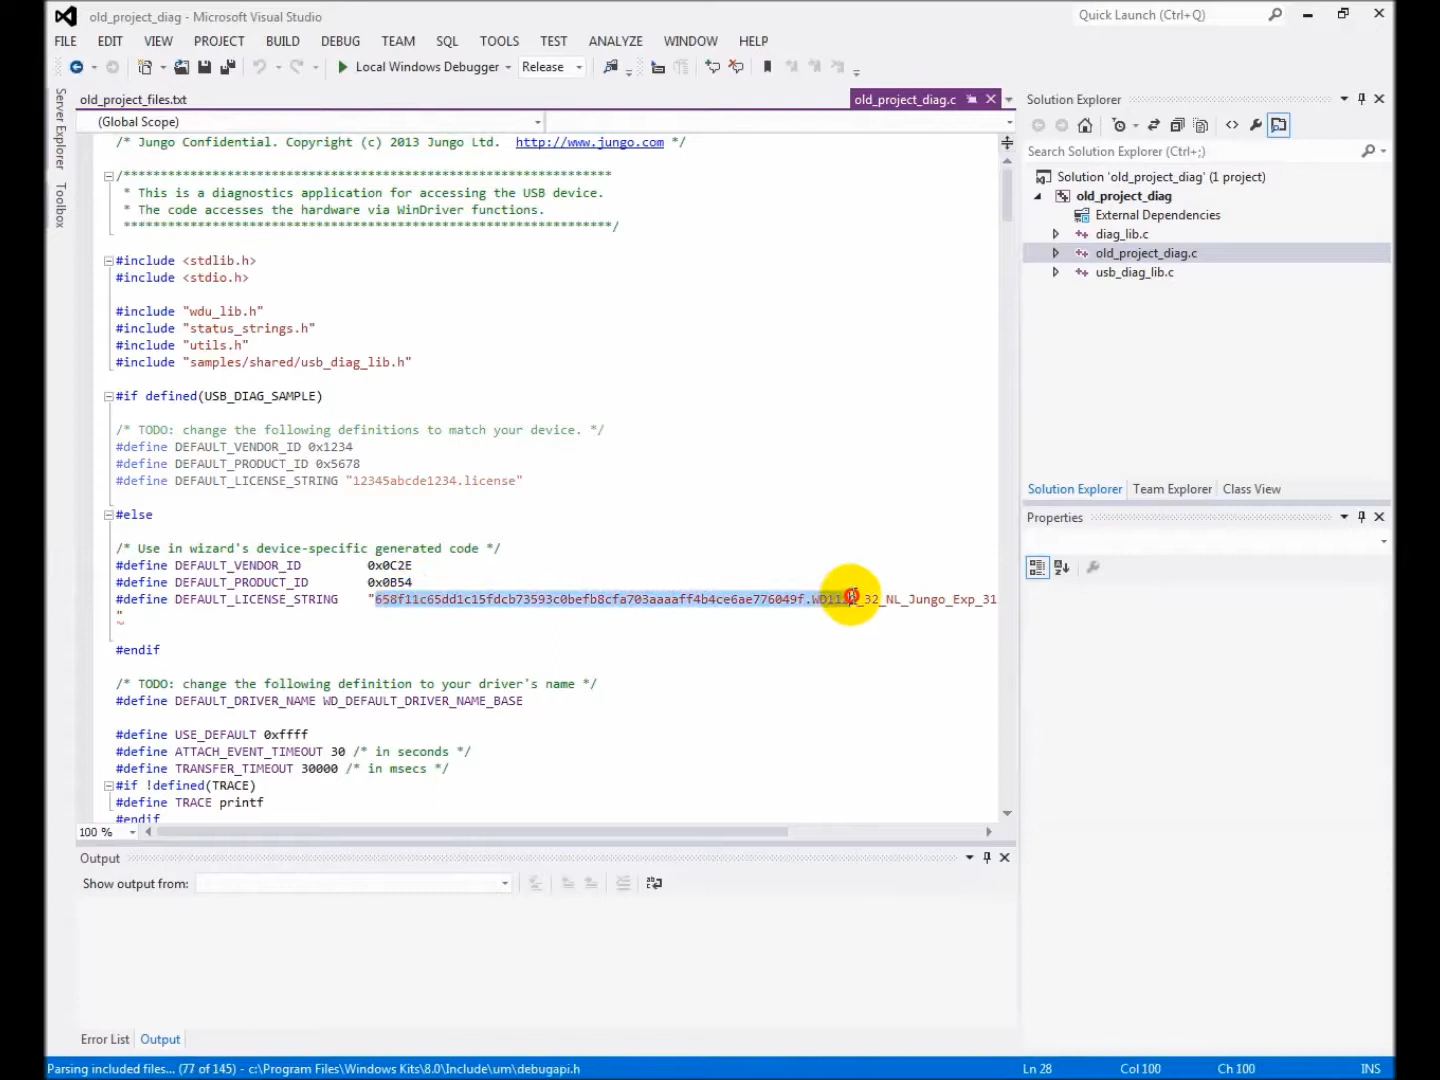 old_project_diag - Microsoft Visual Studio
Quick Launch (Ctrl+Q)
FILE EDIT VIEW PROJECT BUILD DEBUG TEAM SQL TOOLS TEST ANALYZE WINDOW HELP
Local Windows Debugger Release
Server Explorer
Toolbox
old_project_files.txt
old_project_diag.c
(Global Scope)
/* Jungo Confidential. Copyright (c) 2013 Jungo Ltd. http://www.jungo.com */
/******************************************************************
* This is a diagnostics application for accessing the USB device.
* The code accesses the hardware via WinDriver functions.
*******************************************************************/
#include <stdlib.h>
#include <stdio.h>
#include "wdu_lib.h"
#include "status_strings.h"
#include "utils.h"
#include "samples/shared/usb_diag_lib.h"
#if defined(USB_DIAG_SAMPLE)
/* TODO: change the following definitions to match your device. */
#define DEFAULT_VENDOR_ID 0x1234
#define DEFAULT_PRODUCT_ID 0x5678
#define DEFAULT_LICENSE_STRING "12345abcde1234.license"
#else
/* Use in wizard's device-specific generated code */
#define DEFAULT_VENDOR_ID 0x0C2E
#define DEFAULT_PRODUCT_ID 0x0B54
#define DEFAULT_LICENSE_STRING "658f11c65dd1c15fdcb73593c0befb8cfa703aaaaff4b4ce6ae776049f.
_32_NL_Jungo_Exp_31
"
#endif
/* TODO: change the following definition to your driver's name */
#define DEFAULT_DRIVER_NAME WD_DEFAULT_DRIVER_NAME_BASE
#define USE_DEFAULT 0xffff
#define ATTACH_EVENT_TIMEOUT 30 /* in seconds */
#define TRANSFER_TIMEOUT 30000 /* in msecs */
#if !defined(TRACE)
#define TRACE printf
#endif
100 %
Output
Show output from:
Error List Output
Solution Explorer
Search Solution Explorer (Ctrl+;)
Solution 'old_project_diag' (1 project)
old_project_diag
External Dependencies
diag_lib.c
old_project_diag.c
usb_diag_lib.c
Solution Explorer Team Explorer Class View
Properties
Parsing included files... (77 of 145) - c:\Program Files\Windows Kits\8.0\Include\um\debugapi.h
Ln 28 Col 100 Ch 100 INS